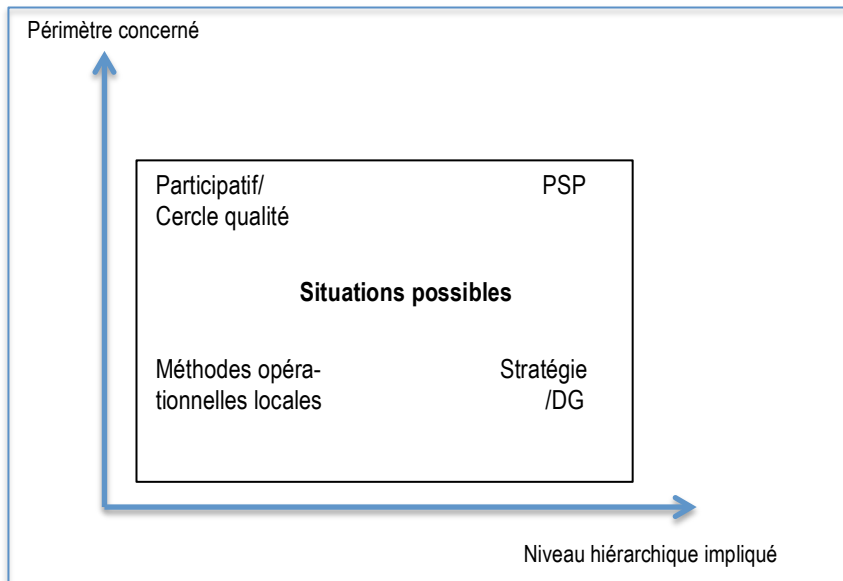 Périmètre concerné
Participatif/ PSP
Cercle qualité
Situations possibles
Méthodes opéra- Stratégie
tionnelles locales /DG
Niveau hiérarchique impliqué